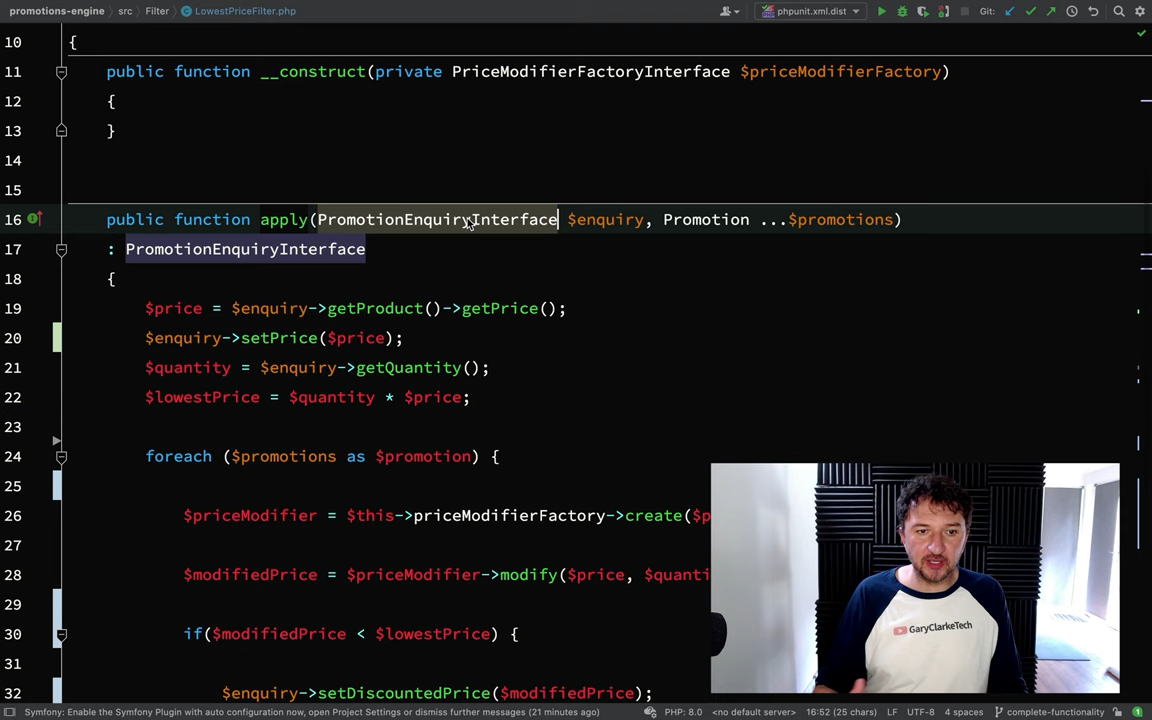 promotions-engine > src > Filter > LowestPriceFilter.php
phpunit.xml.dist
Git:
10 {
11 public function __construct(private PriceModifierFactoryInterface $priceModifierFactory)
12 {
13 }
14
15
16 public function apply(PromotionEnquiryInterface $enquiry, Promotion ...$promotions)
17 : PromotionEnquiryInterface
18 {
19 $price = $enquiry->getProduct()->getPrice();
20 $enquiry->setPrice($price);
21 $quantity = $enquiry->getQuantity();
22 $lowestPrice = $quantity * $price;
23
24 foreach ($promotions as $promotion) {
25
26 $priceModifier = $this->priceModifierFactory->create($p
27
28 $modifiedPrice = $priceModifier->modify($price, $quanti
29
30 if($modifiedPrice < $lowestPrice) {
31
32 $enquiry->setDiscountedPrice($modifiedPrice);
GaryClarkeTech
Symfony: Enable the Symfony Plugin with auto configuration now, open Project Settings or dismiss further messages (21 minutes ago)
PHP: 8.0 <no default server> 16:52 (25 chars) LF UTF-8 4 spaces complete-functionality 1